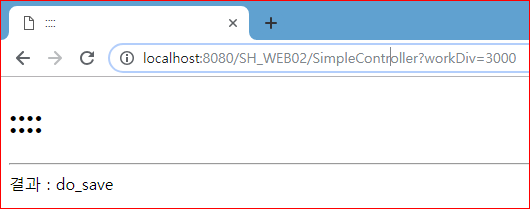 ::::
localhost:8080/SH_WEB02/SimpleController?workDiv=3000
::::
결과 : do_save